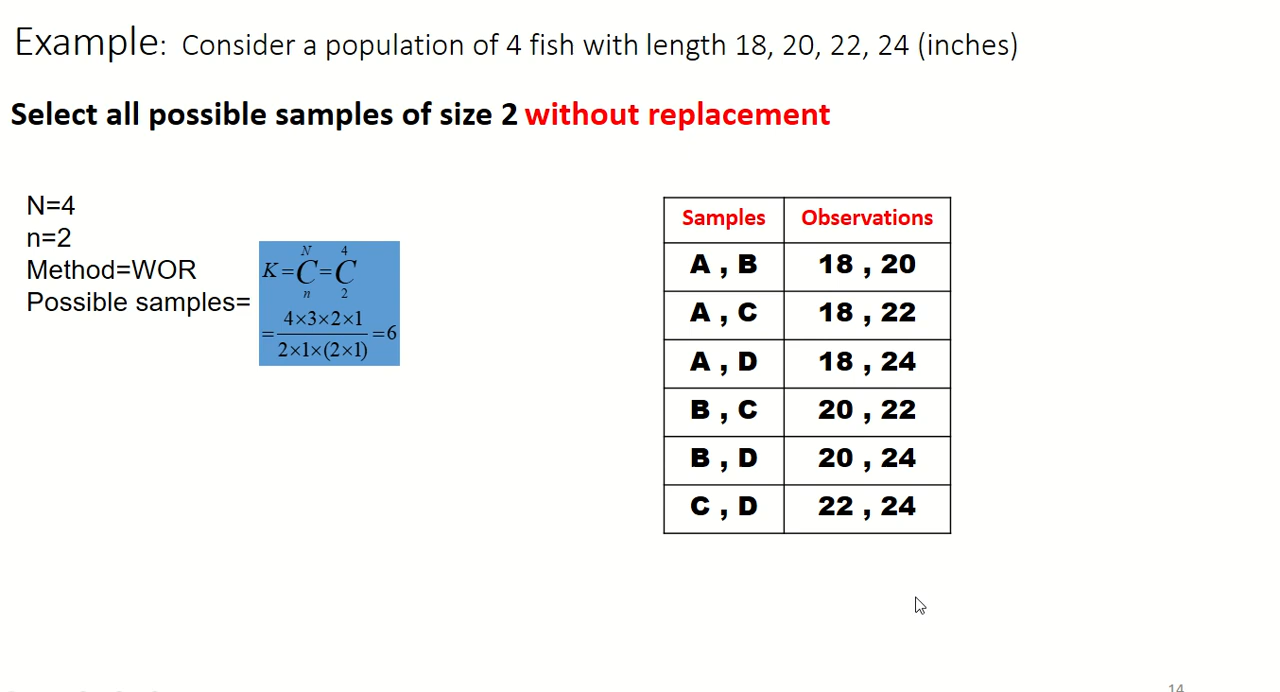 Example: Consider a population of 4 fish with length 18, 20, 22, 24 (inches)
Select all possible samples of size 2 without replacement
N=4
n=2
Method=WOR
Possible samples=
K = C^N_n = C^4_2
= 4×3×2×1 / 2×1×(2×1) = 6
Samples Observations
A , B 18 , 20
A , C 18 , 22
A , D 18 , 24
B , C 20 , 22
B , D 20 , 24
C , D 22 , 24
14